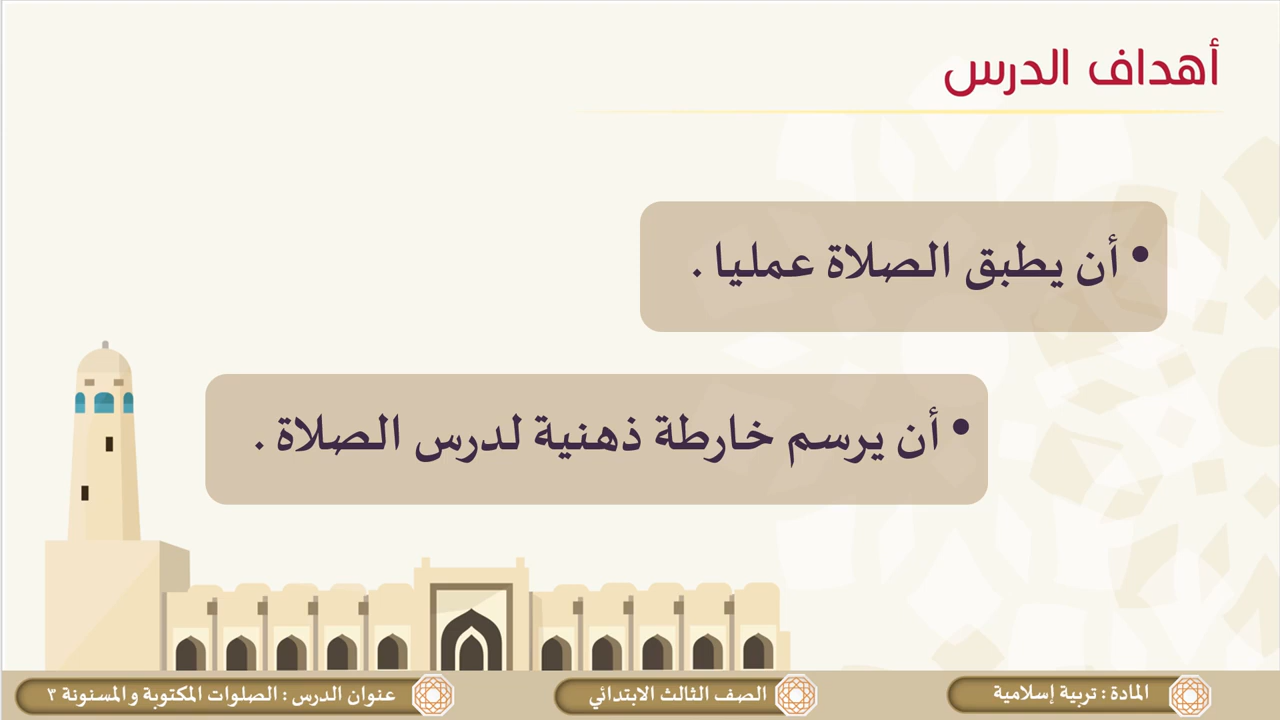 أهداف الدرس
• أن يطبق الصلاة عمليا .
• أن يرسم خارطة ذهنية لدرس الصلاة .
المادة : تربية إسلامية
الصف الثالث الابتدائي
عنوان الدرس : الصلوات المكتوبة و المسنونة ٣